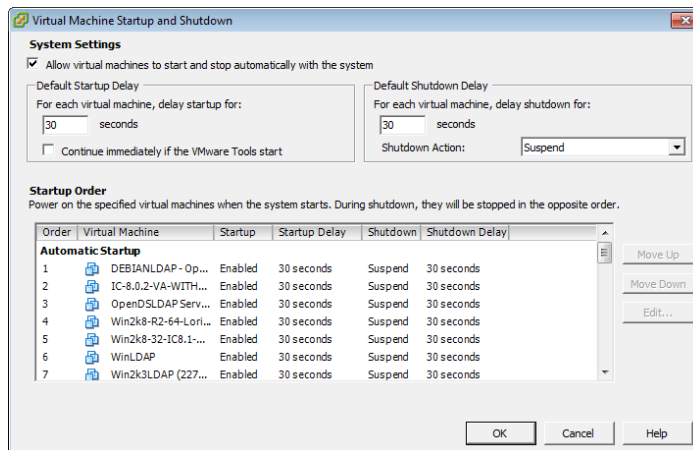 Virtual Machine Startup and Shutdown
System Settings
Allow virtual machines to start and stop automatically with the system
Default Startup Delay
For each virtual machine, delay startup for:
30 seconds
Continue immediately if the VMware Tools start
Default Shutdown Delay
For each virtual machine, delay shutdown for:
30 seconds
Shutdown Action: Suspend
Startup Order
Power on the specified virtual machines when the system starts. During shutdown, they will be stopped in the opposite order.
Order Virtual Machine Startup Startup Delay Shutdown Shutdown Delay
Automatic Startup
1 DEBIANLDAP - Op... Enabled 30 seconds Suspend 30 seconds
2 IC-8.0.2-VA-WITH... Enabled 30 seconds Suspend 30 seconds
3 OpenDSLDAP Serv... Enabled 30 seconds Suspend 30 seconds
4 Win2k8-R2-64-Lori... Enabled 30 seconds Suspend 30 seconds
5 Win2k8-32-IC8.1-... Enabled 30 seconds Suspend 30 seconds
6 WinLDAP Enabled 30 seconds Suspend 30 seconds
7 Win2k3LDAP (227... Enabled 30 seconds Suspend 30 seconds
Move Up
Move Down
Edit...
OK Cancel Help